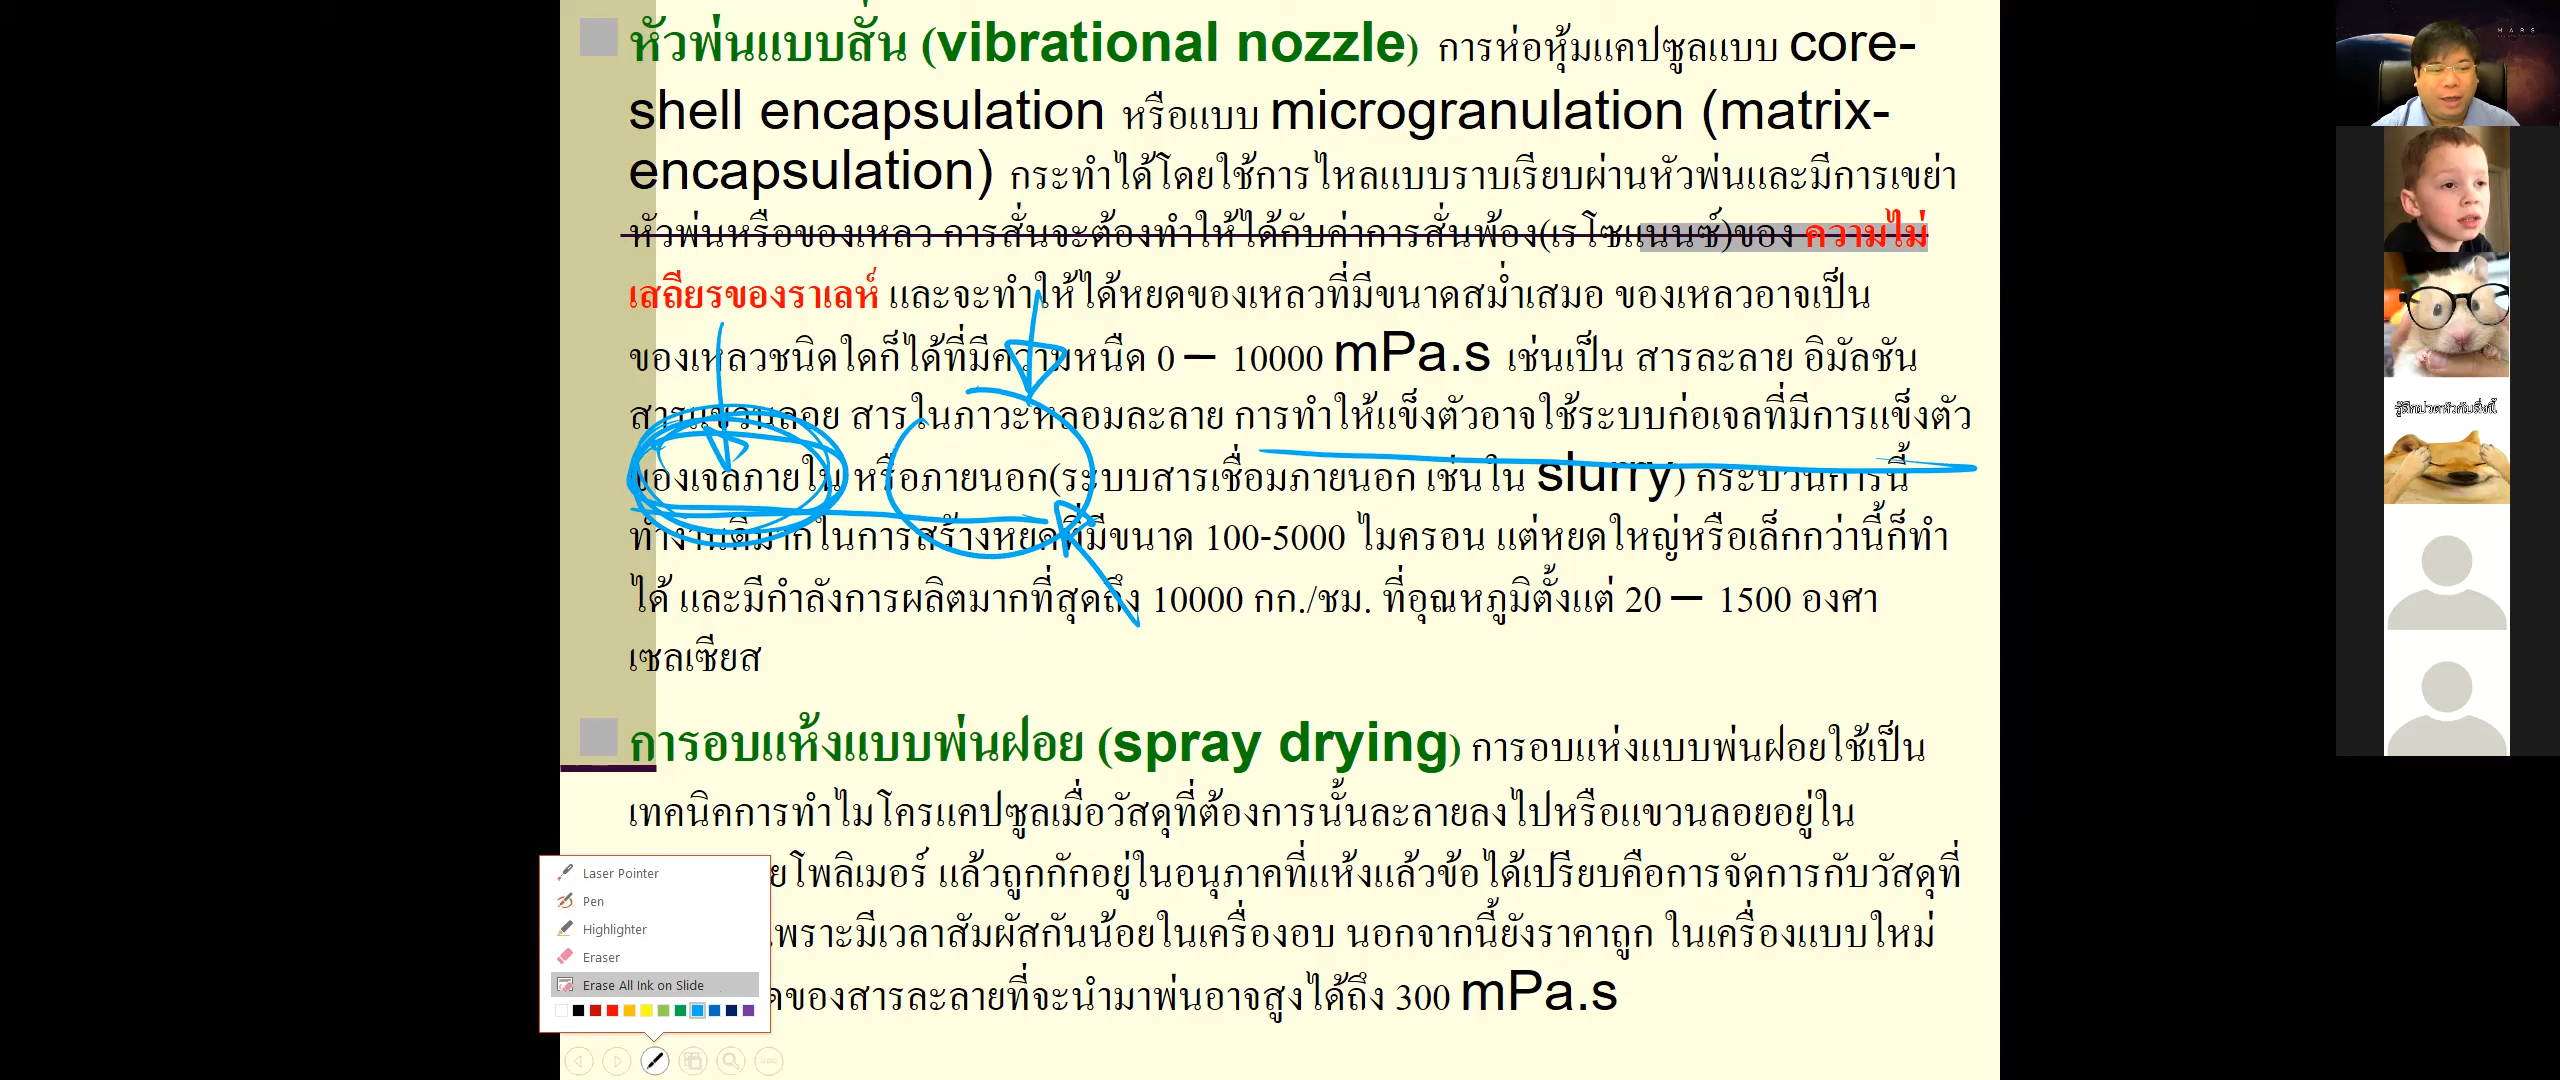 หัวพ่นแบบสั่น (vibrational nozzle) การห่อหุ้มแคปซูลแบบ core-
shell encapsulation หรือแบบ microgranulation (matrix-
encapsulation) กระทำได้โดยใช้การไหลแบบราบเรียบผ่านหัวพ่นและมีการเขย่า
หัวพ่นหรือของเหลว การสั่นจะต้องทำให้ได้กับค่าการสั่นพ้อง(เรโซแนนซ์)ของ ความไม่
เสถียรของราเลห์ และจะทำให้ได้หยดของเหลวที่มีขนาดสม่ำเสมอ ของเหลวอาจเป็น
ของเหลวชนิดใดก็ได้ที่มีความหนืด 0 – 10000 mPa.s เช่นเป็น สารละลาย อิมัลชัน
สารแขวนลอย สารในภาวะหลอมละลาย การทำให้แข็งตัวอาจใช้ระบบก่อเจลที่มีการแข็งตัว
ของเจลภายใน หรือภายนอก(ระบบสารเชื่อมภายนอก เช่นใน slurry) กระบวนการนี้
ทำงานดีมากในการสร้างหยดที่มีขนาด 100-5000 ไมครอน แต่หยดใหญ่หรือเล็กกว่านี้ก็ทำ
ได้ และมีกำลังการผลิตมากที่สุดถึง 10000 กก./ชม. ที่อุณหภูมิตั้งแต่ 20 – 1500 องศา
เซลเซียส
การอบแห้งแบบพ่นฝอย (spray drying) การอบแห่งแบบพ่นฝอยใช้เป็น
เทคนิคการทำไมโครแคปซูลเมื่อวัสดุที่ต้องการนั้นละลายลงไปหรือแขวนลอยอยู่ใน
ยโพลิเมอร์ แล้วถูกกักอยู่ในอนุภาคที่แห้งแล้วข้อได้เปรียบคือการจัดการกับวัสดุที่
เพราะมีเวลาสัมผัสกันน้อยในเครื่องอบ นอกจากนี้ยังราคาถูก ในเครื่องแบบใหม่
ดของสารละลายที่จะนำมาพ่นอาจสูงได้ถึง 300 mPa.s
Laser Pointer
Pen
Highlighter
Eraser
Erase All Ink on Slide
MARS